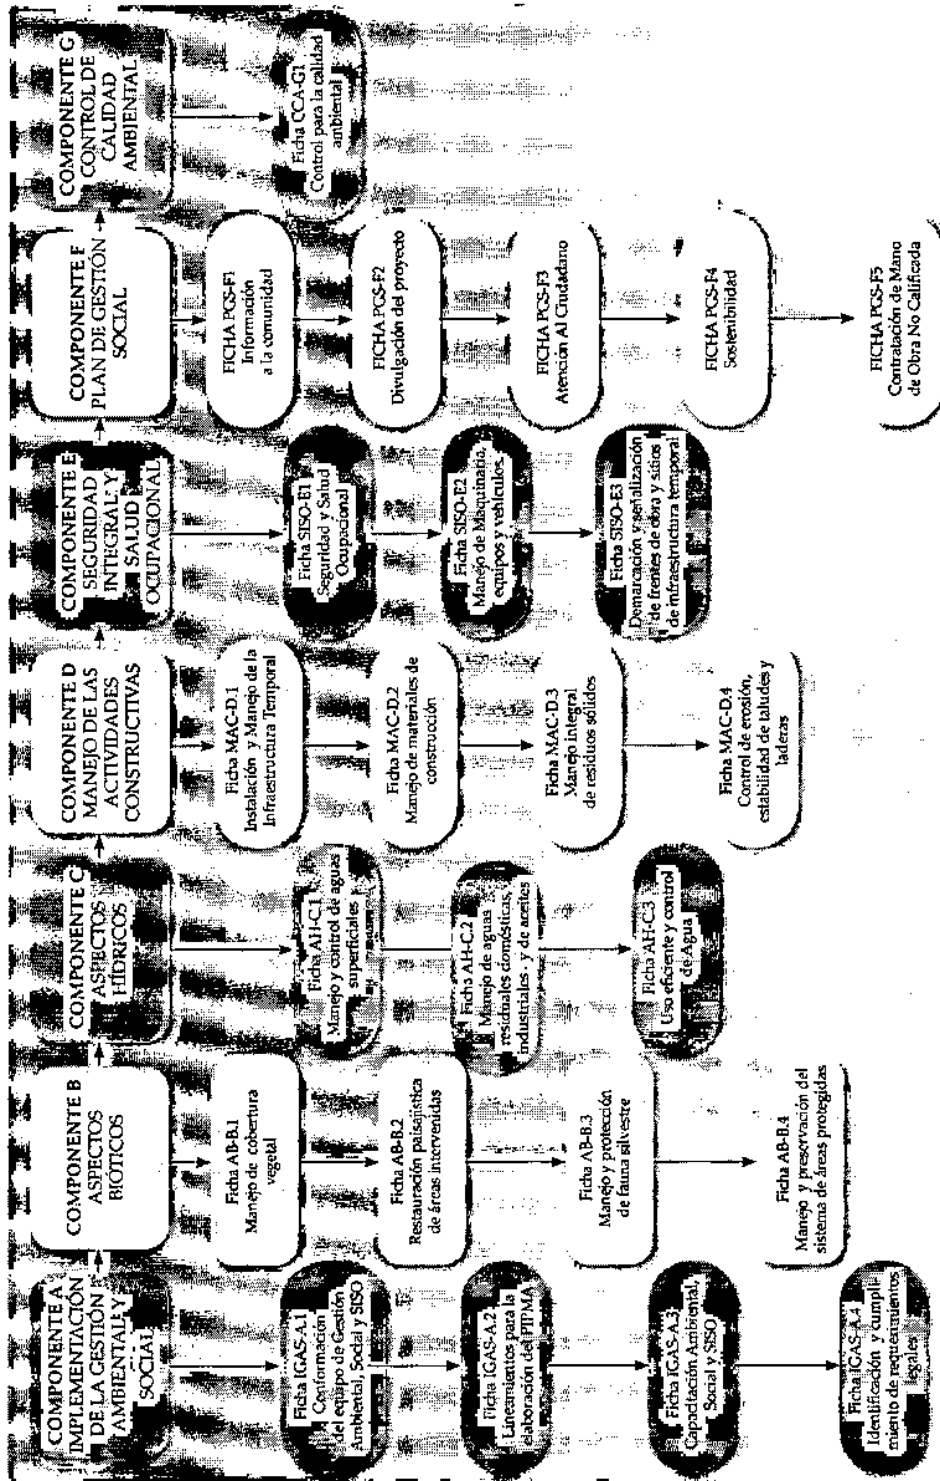 COMPONENTE A
IMPLEMENTACIÓN
DE LA GESTIÓN
AMBIENTAL Y
SOCIAL
Ficha IGAS-A.1
Conformación
del equipo de Gestión
Ambiental, Social y SISO
Ficha IGAS-A.2
Lineamientos para la
elaboración del PIPMA
Ficha IGAS-A.3
Capacitación Ambiental,
Social y SISO
Ficha IGAS-A.4
Identificación y cumpli-
miento de requerimientos
legales
COMPONENTE B
ASPECTOS
BIÓTICOS
Ficha AB-B.1
Manejo de cobertura
vegetal
Ficha AB-B.2
Restauración paisajística
de áreas intervenidas
Ficha AB-B.3
Manejo y protección
de fauna silvestre
Ficha AB-B.4
Manejo y preservación del
sistema de áreas protegidas
COMPONENTE C
ASPECTOS
HÍDRICOS
Ficha AH-C.1
Manejo y control de aguas
superficiales
Ficha AH-C.2
Manejo de aguas
residuales domésticas,
industriales y de aceites
Ficha AH-C.3
Uso eficiente y control
de Agua
COMPONENTE D
MANEJO DE LAS
ACTIVIDADES
CONSTRUCTIVAS
Ficha MAC-D.1
Instalación y Manejo de la
Infraestructura Temporal
Ficha MAC-D.2
Manejo de materiales de
construcción
Ficha MAC-D.3
Manejo integral
de residuos sólidos
Ficha MAC-D.4
Control de erosión,
estabilidad de taludes y
laderas
COMPONENTE E
SEGURIDAD
INTEGRAL Y
SALUD
OCUPACIONAL
Ficha SISO-E1
Seguridad y Salud
Ocupacional
Ficha SISO-E2
Manejo de Maquinaria,
equipos y vehículos.
Ficha SISO-E3
Demarcación y señalización
de frentes de obra y sitios
de infraestructura temporal
COMPONENTE F
PLAN DE GESTIÓN
SOCIAL
FICHA PGS-F1
Información
a la comunidad
FICHA PGS-F2
Divulgación del proyecto
FICHA PGS-F3
Atención Al Ciudadano
FICHA PGS-F4
Sostenibilidad
FICHA PGS-F5
Contratación de Mano
de Obra No Calificada
COMPONENTE G
CONTROL DE
CALIDAD
AMBIENTAL
Ficha CCA-G1
Control para la calidad
ambiental